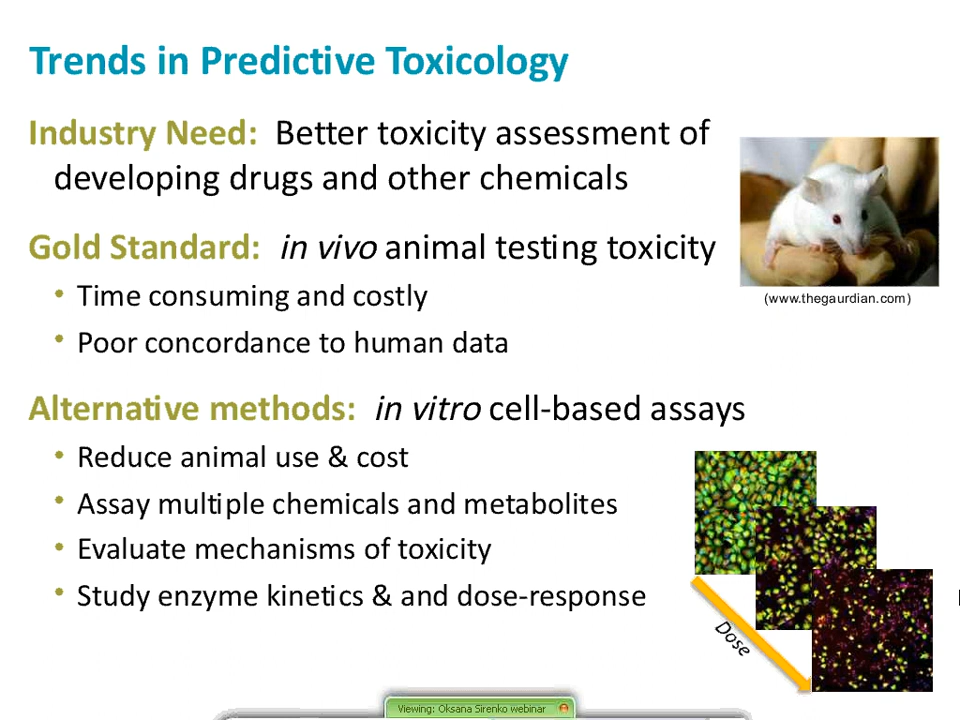 Trends in Predictive Toxicology
Industry Need: Better toxicity assessment of
developing drugs and other chemicals
Gold Standard: in vivo animal testing toxicity
• Time consuming and costly
• Poor concordance to human data
(www.thegaurdian.com)
Alternative methods: in vitro cell-based assays
• Reduce animal use & cost
• Assay multiple chemicals and metabolites
• Evaluate mechanisms of toxicity
• Study enzyme kinetics & and dose-response
Dose
Viewing: Oksana Sirenko webinar